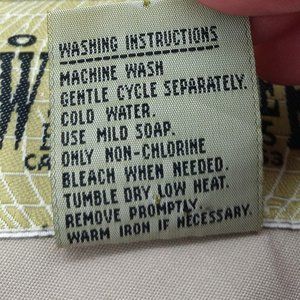 WASHING INSTRUCTIONS
MACHINE WASH
GENTLE CYCLE SEPARATELY.
COLD WATER.
USE MILD SOAP.
ONLY NON-CHLORINE
BLEACH WHEN NEEDED.
TUMBLE DRY LOW HEAT.
REMOVE PROMPTLY.
WARM IRON IF NECESSARY.